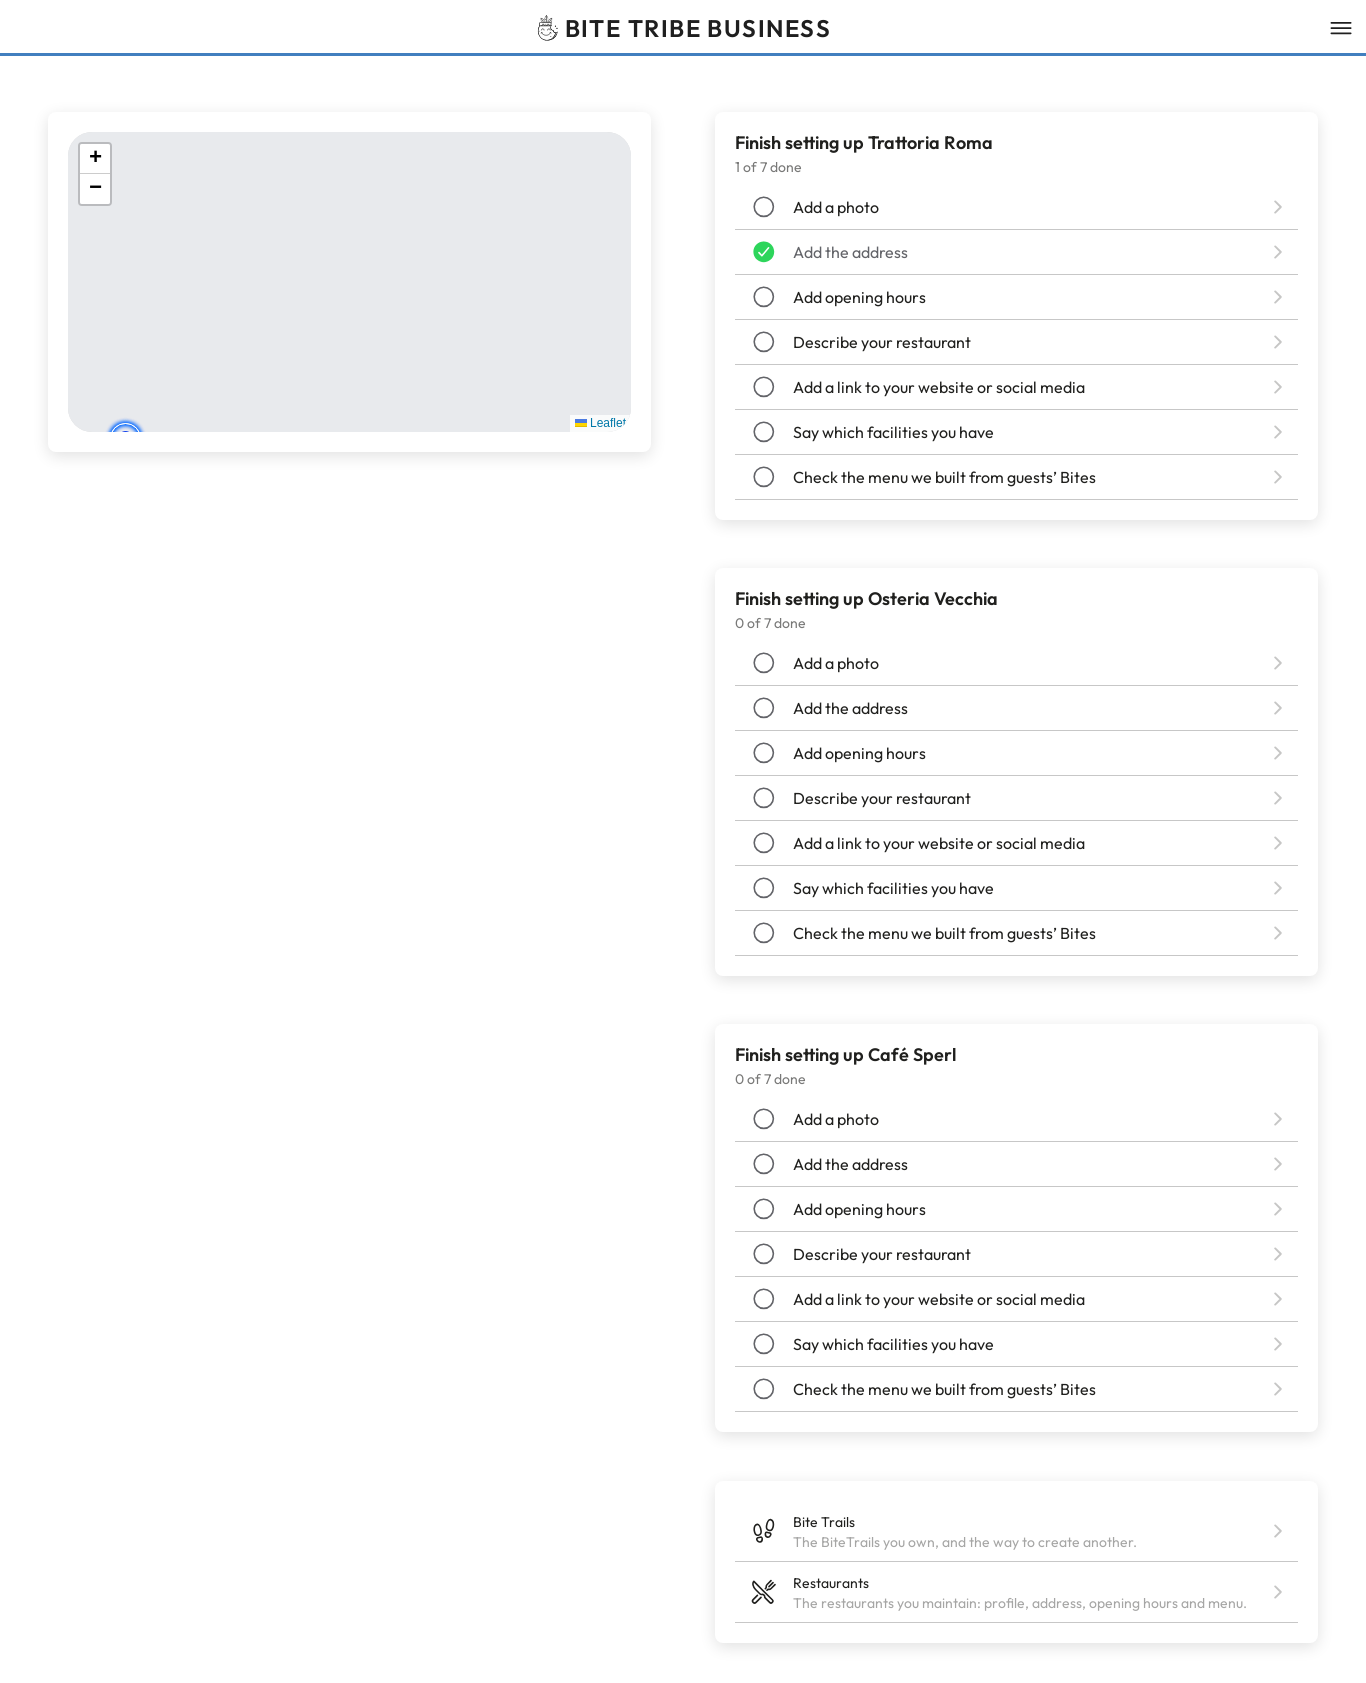 BITE TRIBE BUSINESS
+
−
Leaflet
Finish setting up Trattoria Roma
1 of 7 done
Add a photo
Add the address
Add opening hours
Describe your restaurant
Add a link to your website or social media
Say which facilities you have
Check the menu we built from guests’ Bites
Finish setting up Osteria Vecchia
0 of 7 done
Add a photo
Add the address
Add opening hours
Describe your restaurant
Add a link to your website or social media
Say which facilities you have
Check the menu we built from guests’ Bites
Finish setting up Café Sperl
0 of 7 done
Add a photo
Add the address
Add opening hours
Describe your restaurant
Add a link to your website or social media
Say which facilities you have
Check the menu we built from guests’ Bites
Bite Trails
The BiteTrails you own, and the way to create another.
Restaurants
The restaurants you maintain: profile, address, opening hours and menu.